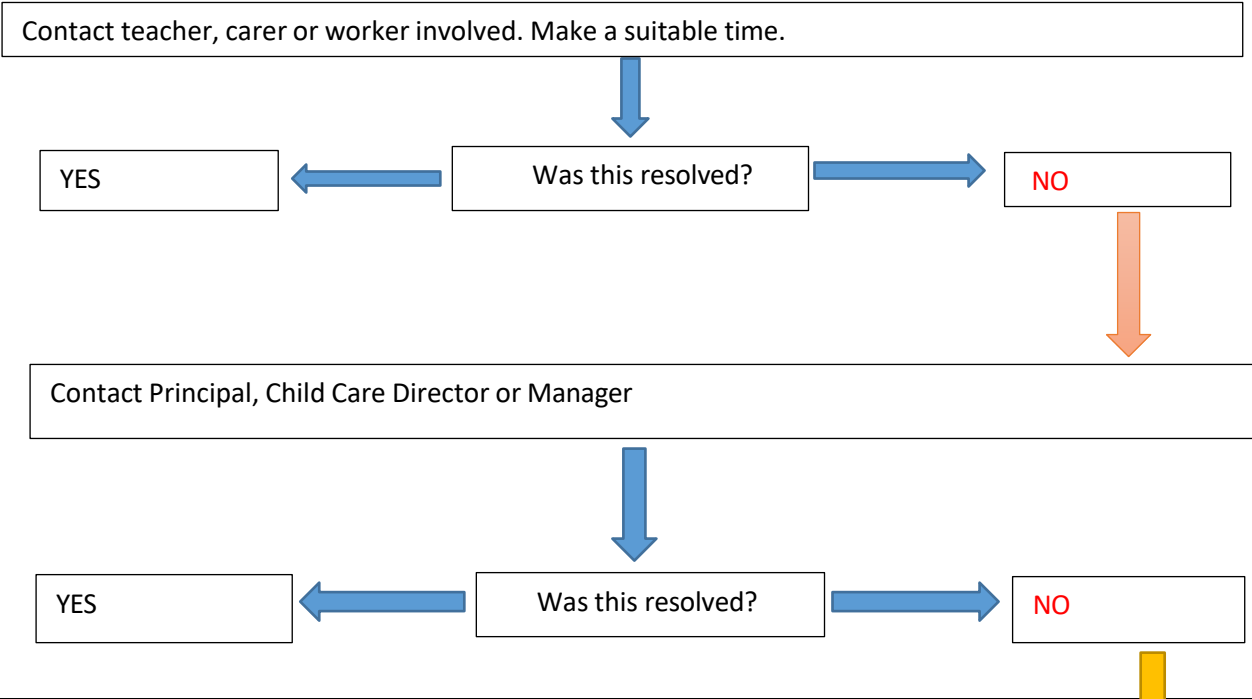 Contact teacher, carer or worker involved. Make a suitable time.
YES
Was this resolved?
NO
Contact Principal, Child Care Director or Manager
YES
Was this resolved?
NO